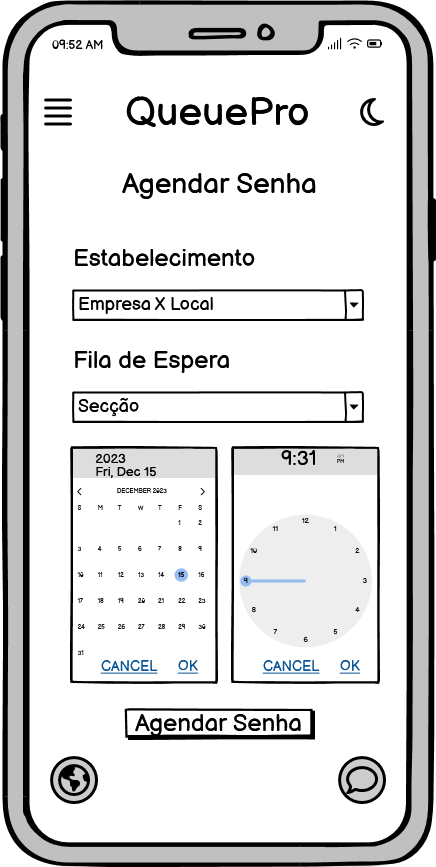 09:52 AM
QueuePro
Agendar Senha
Estabelecimento
Empresa X Local
Fila de Espera
Secção
2023
Fri, Dec 15
DECEMBER 2023
S M T W T F S
1 2
3 4 5 6 7 8 9
10 11 12 13 14 15 16
17 18 19 20 21 22 23
24 25 26 27 28 29 30
31
CANCEL OK
9:31
AM
PM
12
11 1
10 2
9 3
8 4
7 5
6
CANCEL OK
Agendar Senha